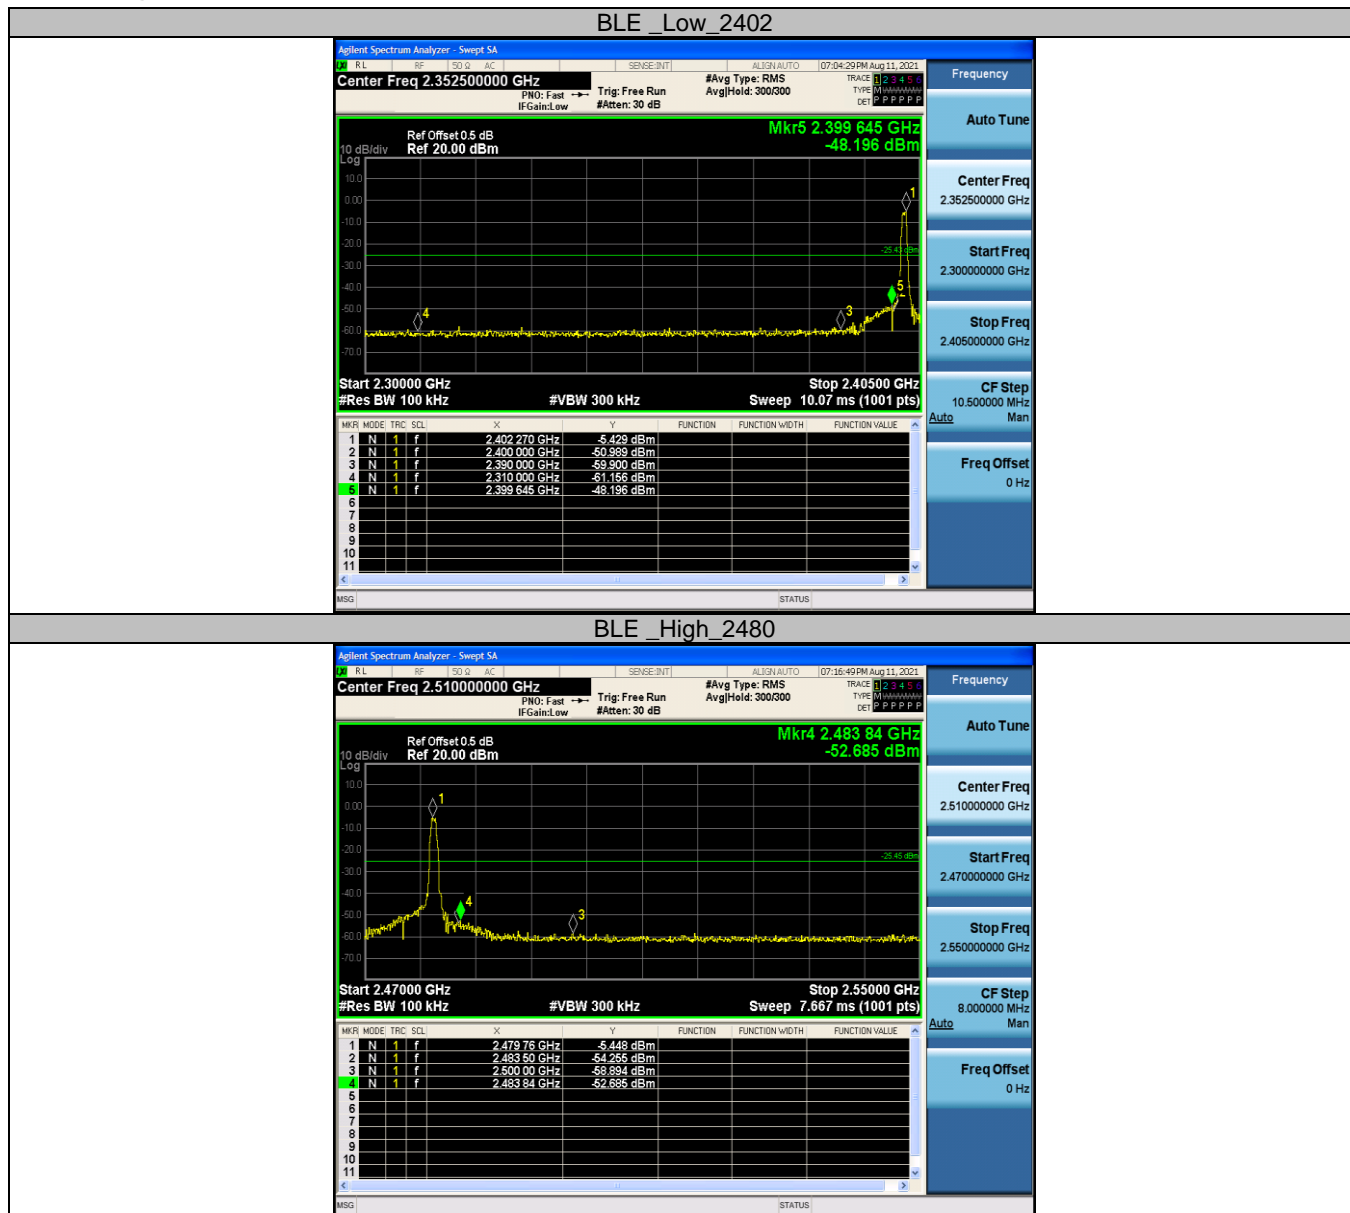 BLE _Low_2402
Agilent Spectrum Analyzer - Swept SA
RL RF 50 Ω AC SENSE:INT ALIGN AUTO 07:04:29 PM Aug 11, 2021
Center Freq 2.352500000 GHz #Avg Type: RMS TRACE 1 2 3 4 5 6
PNO: Fast Trig: Free Run Avg|Hold: 300/300 TYPE M
IFGain:Low #Atten: 30 dB DET P P P P P P
Frequency
Auto Tune
Center Freq
2.352500000 GHz
Start Freq
2.300000000 GHz
Stop Freq
2.405000000 GHz
CF Step
10.500000 MHz
Auto Man
Freq Offset
0 Hz
Mkr5 2.399 645 GHz
-48.196 dBm
Ref Offset 0.5 dB
10 dB/div Ref 20.00 dBm
Log
10.0
0.00
-10.0
-20.0
-30.0
-40.0
-50.0
-60.0
-70.0
1
5
3
4
Start 2.30000 GHz Stop 2.40500 GHz
#Res BW 100 kHz #VBW 300 kHz Sweep 10.07 ms (1001 pts)
MKR MODE TRC SCL X Y FUNCTION FUNCTION WIDTH FUNCTION VALUE
1 N 1 f 2.402 270 GHz -5.429 dBm
2 N 1 f 2.400 000 GHz -50.989 dBm
3 N 1 f 2.390 000 GHz -59.900 dBm
4 N 1 f 2.310 000 GHz -61.156 dBm
5 N 1 f 2.399 645 GHz -48.196 dBm
6
7
8
9
10
11
MSG STATUS
BLE _High_2480
Agilent Spectrum Analyzer - Swept SA
RL RF 50 Ω AC SENSE:INT ALIGN AUTO 07:16:49 PM Aug 11, 2021
Center Freq 2.510000000 GHz #Avg Type: RMS TRACE 1 2 3 4 5 6
PNO: Fast Trig: Free Run Avg|Hold: 300/300 TYPE M
IFGain:Low #Atten: 30 dB DET P P P P P P
Frequency
Auto Tune
Center Freq
2.510000000 GHz
Start Freq
2.470000000 GHz
Stop Freq
2.550000000 GHz
CF Step
8.000000 MHz
Auto Man
Freq Offset
0 Hz
Mkr4 2.483 84 GHz
-52.685 dBm
Ref Offset 0.5 dB
10 dB/div Ref 20.00 dBm
Log
10.0
0.00
-10.0
-20.0
-30.0
-40.0
-50.0
-60.0
-70.0
1
-25.45 dBm
4
3
Start 2.47000 GHz Stop 2.55000 GHz
#Res BW 100 kHz #VBW 300 kHz Sweep 7.667 ms (1001 pts)
MKR MODE TRC SCL X Y FUNCTION FUNCTION WIDTH FUNCTION VALUE
1 N 1 f 2.479 76 GHz -5.448 dBm
2 N 1 f 2.483 50 GHz -54.255 dBm
3 N 1 f 2.500 00 GHz -58.894 dBm
4 N 1 f 2.483 84 GHz -52.685 dBm
5
6
7
8
9
10
11
MSG STATUS